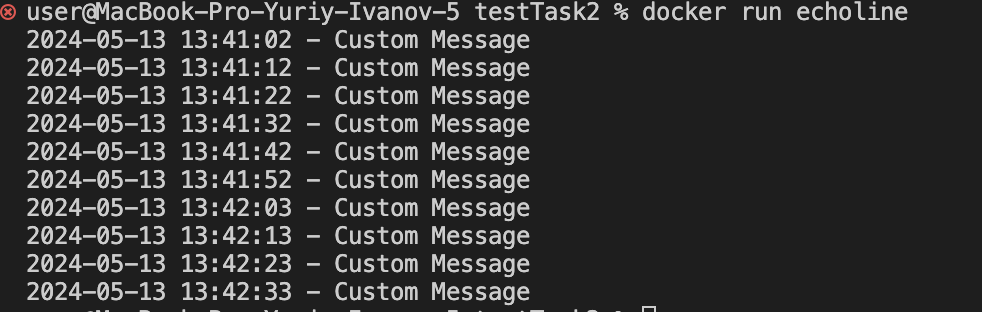 user@MacBook-Pro-Yuriy-Ivanov-5 testTask2 % docker run echoline
2024-05-13 13:41:02 - Custom Message
2024-05-13 13:41:12 - Custom Message
2024-05-13 13:41:22 - Custom Message
2024-05-13 13:41:32 - Custom Message
2024-05-13 13:41:42 - Custom Message
2024-05-13 13:41:52 - Custom Message
2024-05-13 13:42:03 - Custom Message
2024-05-13 13:42:13 - Custom Message
2024-05-13 13:42:23 - Custom Message
2024-05-13 13:42:33 - Custom Message